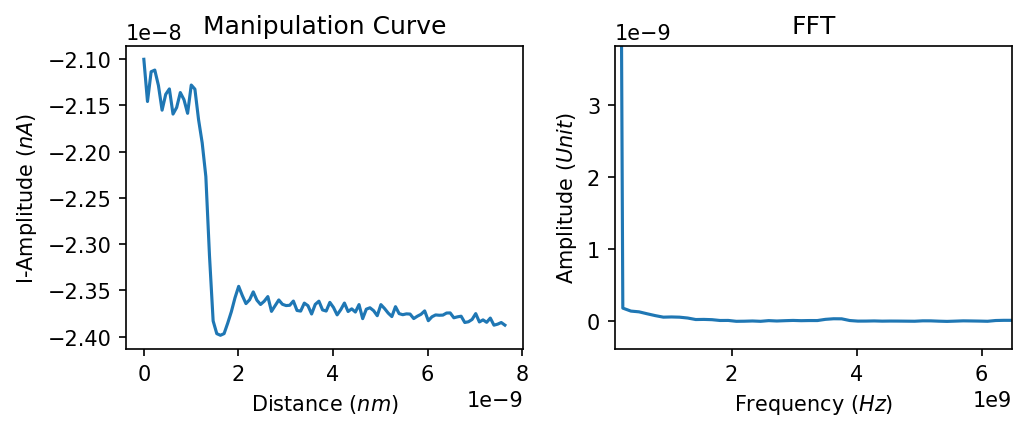 Manipulation Curve
1e−8
−2.10
−2.15
−2.20
−2.25
−2.30
−2.35
−2.40
I-Amplitude (nA)
0
2
4
6
8
1e−9
Distance (nm)
FFT
1e−9
3
2
1
0
Amplitude (Unit)
2
4
6
1e9
Frequency (Hz)